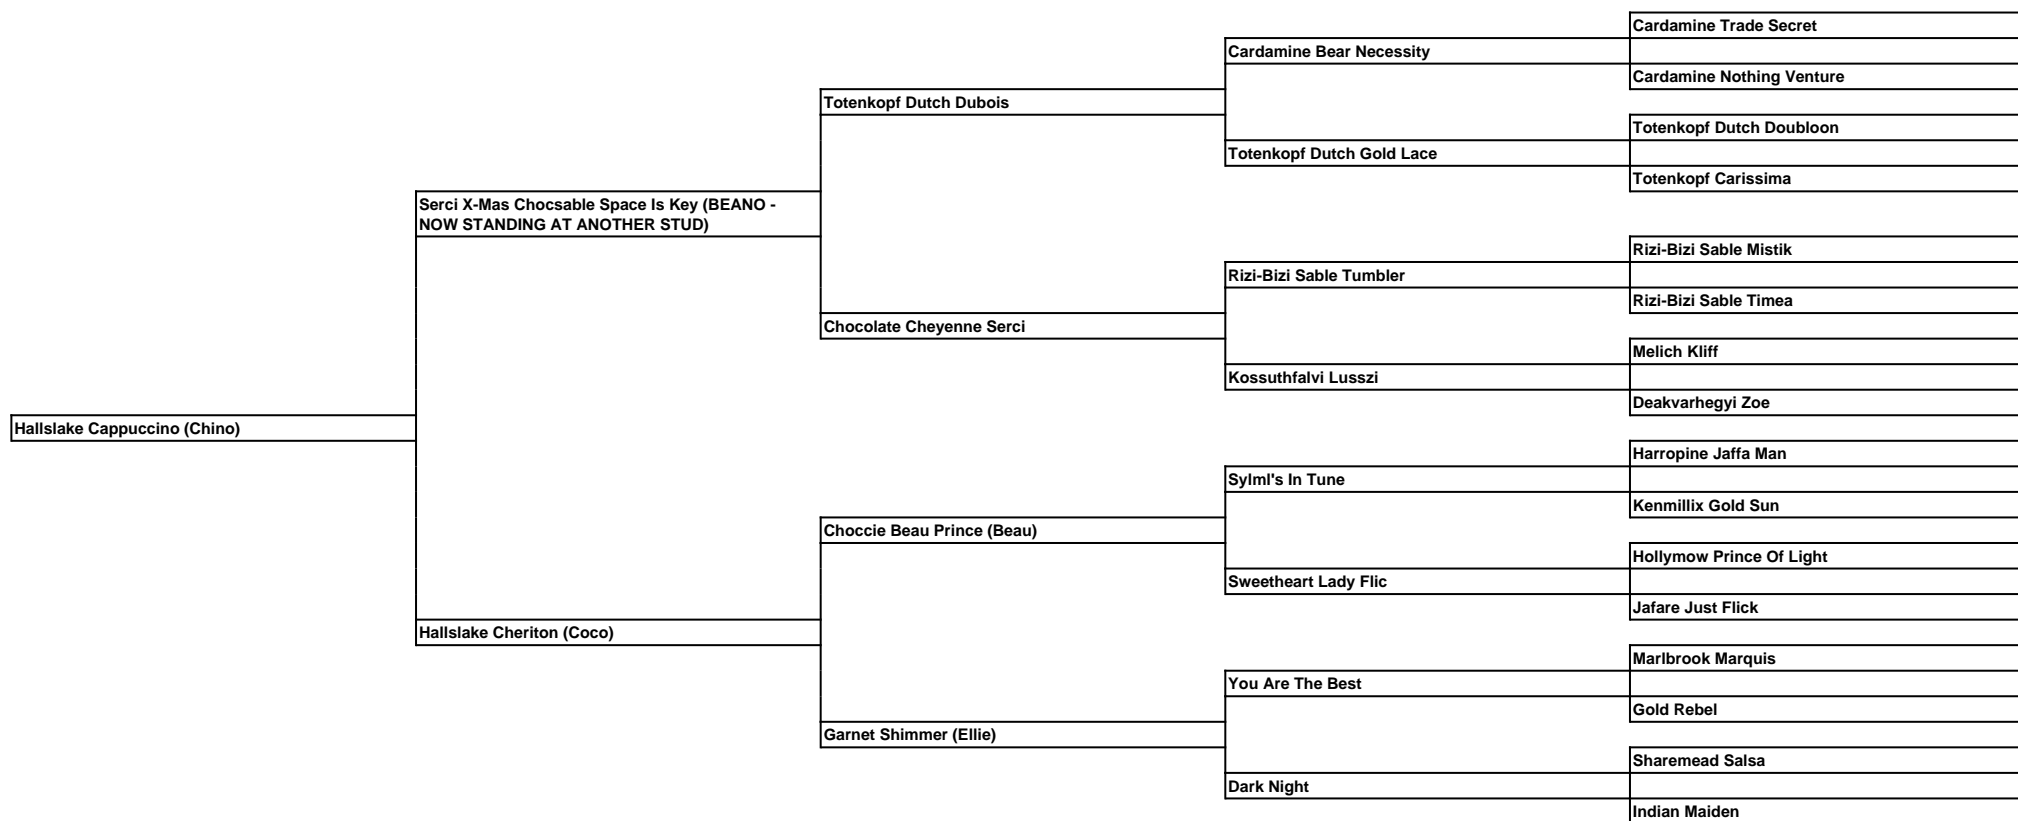 Cardamine Trade Secret
Cardamine Bear Necessity
Cardamine Nothing Venture
Totenkopf Dutch Dubois
Totenkopf Dutch Doubloon
Totenkopf Dutch Gold Lace
Totenkopf Carissima
Serci X-Mas Chocsable Space Is Key (BEANO -
NOW STANDING AT ANOTHER STUD)
Rizi-Bizi Sable Mistik
Rizi-Bizi Sable Tumbler
Rizi-Bizi Sable Timea
Chocolate Cheyenne Serci
Melich Kliff
Kossuthfalvi Lusszi
Deakvarhegyi Zoe
Hallslake Cappuccino (Chino)
Harropine Jaffa Man
Sylml's In Tune
Kenmillix Gold Sun
Choccie Beau Prince (Beau)
Hollymow Prince Of Light
Sweetheart Lady Flic
Jafare Just Flick
Hallslake Cheriton (Coco)
Marlbrook Marquis
You Are The Best
Gold Rebel
Garnet Shimmer (Ellie)
Sharemead Salsa
Dark Night
Indian Maiden